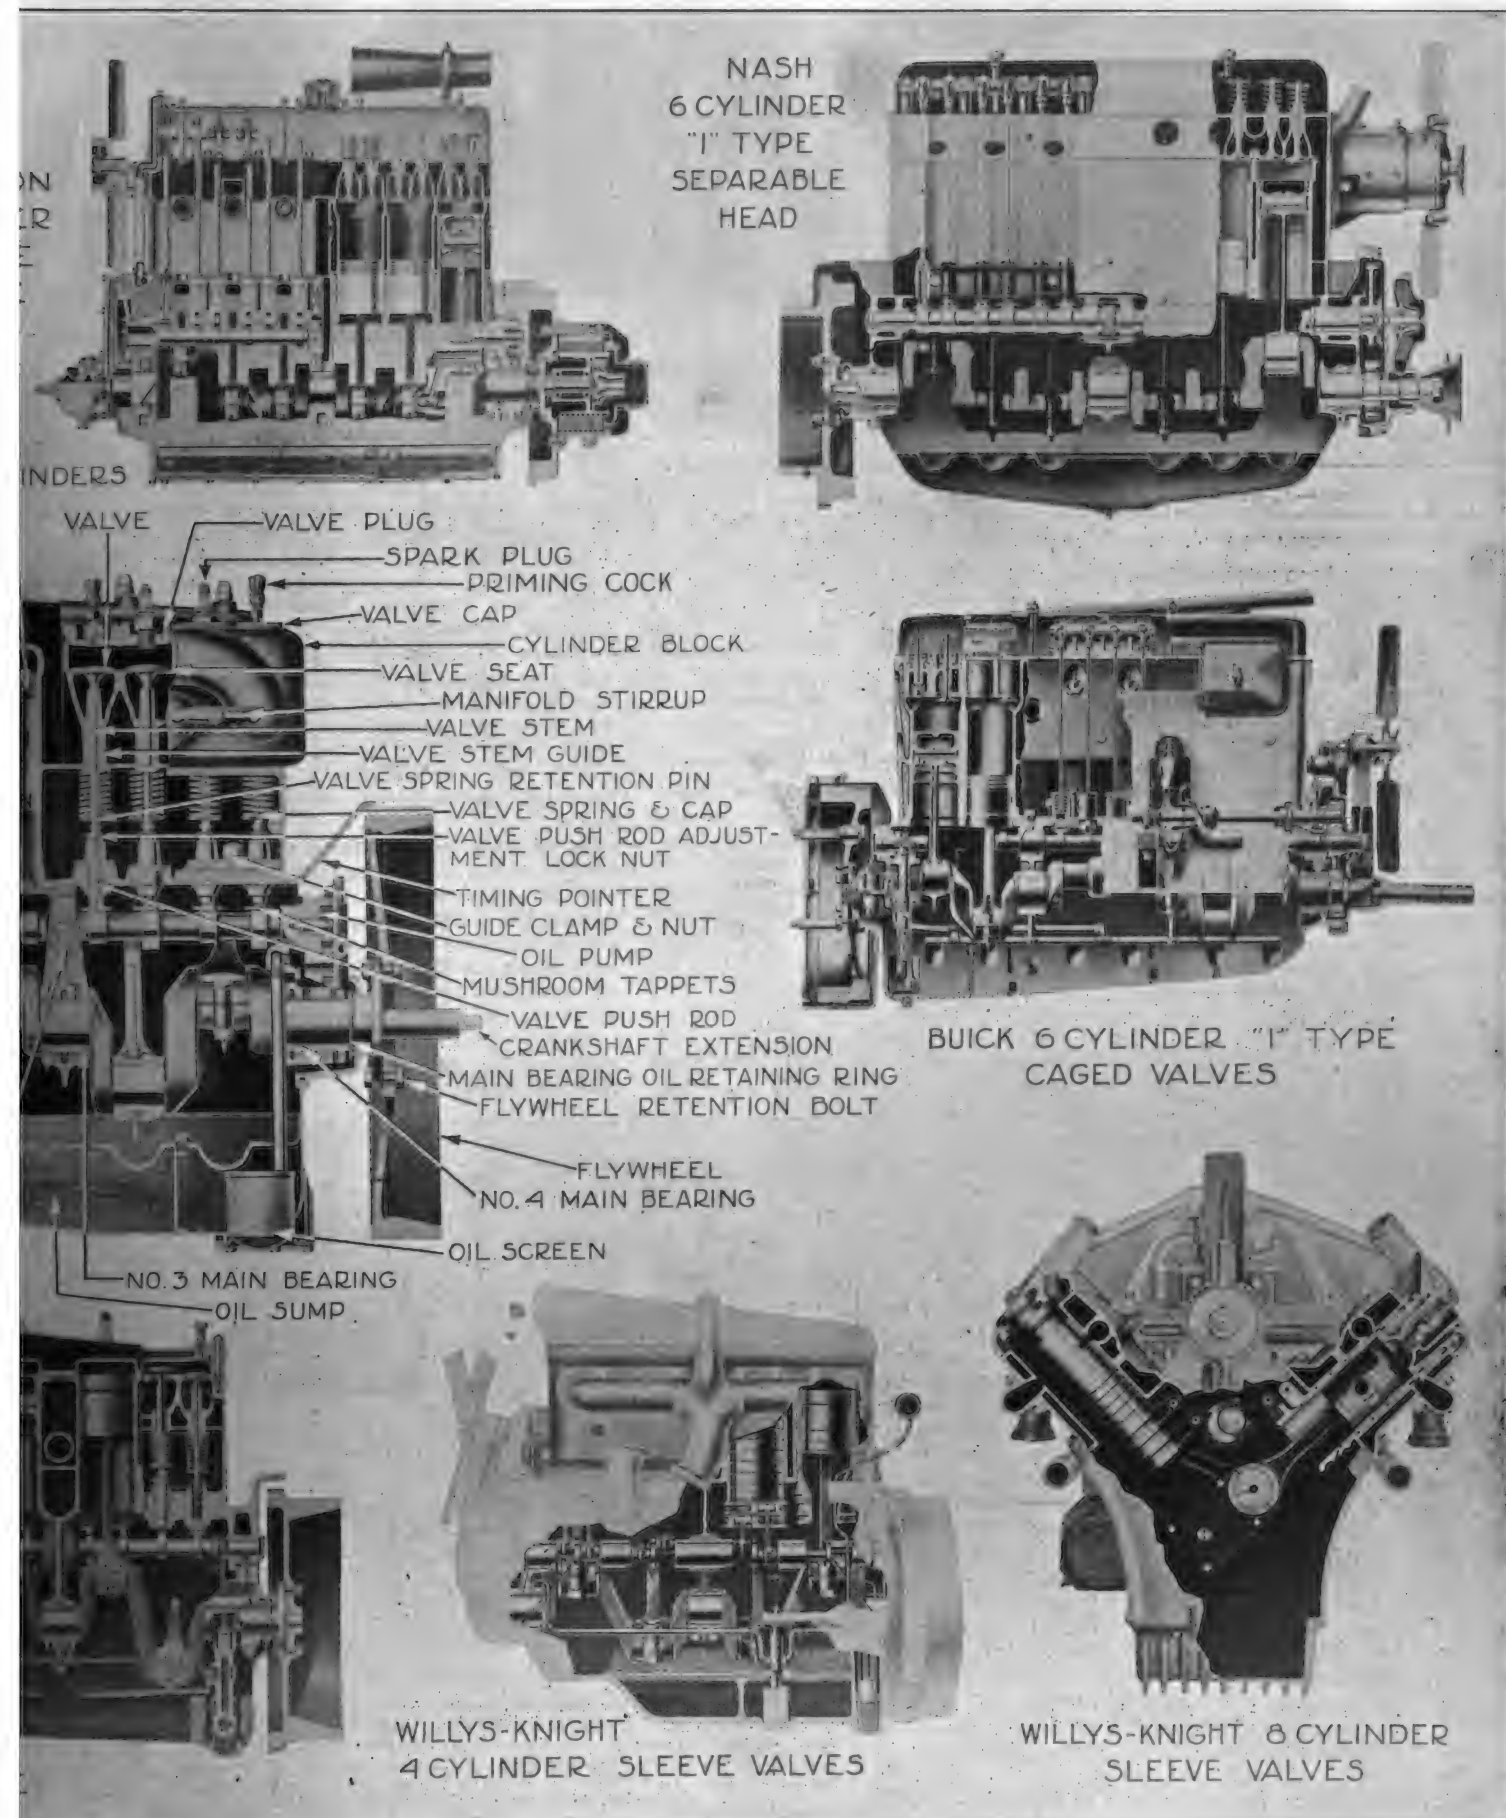 NASH
6 CYLINDER
"I" TYPE
SEPARABLE
HEAD
INDERS
VALVE
VALVE PLUG
SPARK PLUG
PRIMING COCK
VALVE CAP
CYLINDER BLOCK
VALVE SEAT
MANIFOLD STIRRUP
VALVE STEM
VALVE STEM GUIDE
VALVE SPRING RETENTION PIN
VALVE SPRING & CAP
VALVE PUSH ROD ADJUST-
MENT LOCK NUT
TIMING POINTER
GUIDE CLAMP & NUT
OIL PUMP
MUSHROOM TAPPETS
VALVE PUSH ROD
CRANKSHAFT EXTENSION
MAIN BEARING OIL RETAINING RING
FLYWHEEL RETENTION BOLT
FLYWHEEL
NO. 4 MAIN BEARING
OIL SCREEN
NO. 3 MAIN BEARING
OIL SUMP
BUICK 6 CYLINDER "I" TYPE
CAGED VALVES
WILLYS-KNIGHT
4 CYLINDER SLEEVE VALVES
WILLYS-KNIGHT 8 CYLINDER
SLEEVE VALVES